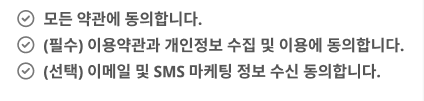 모든 약관에 동의합니다.
(필수) 이용약관과 개인정보 수집 및 이용에 동의합니다.
(선택) 이메일 및 SMS 마케팅 정보 수신 동의합니다.